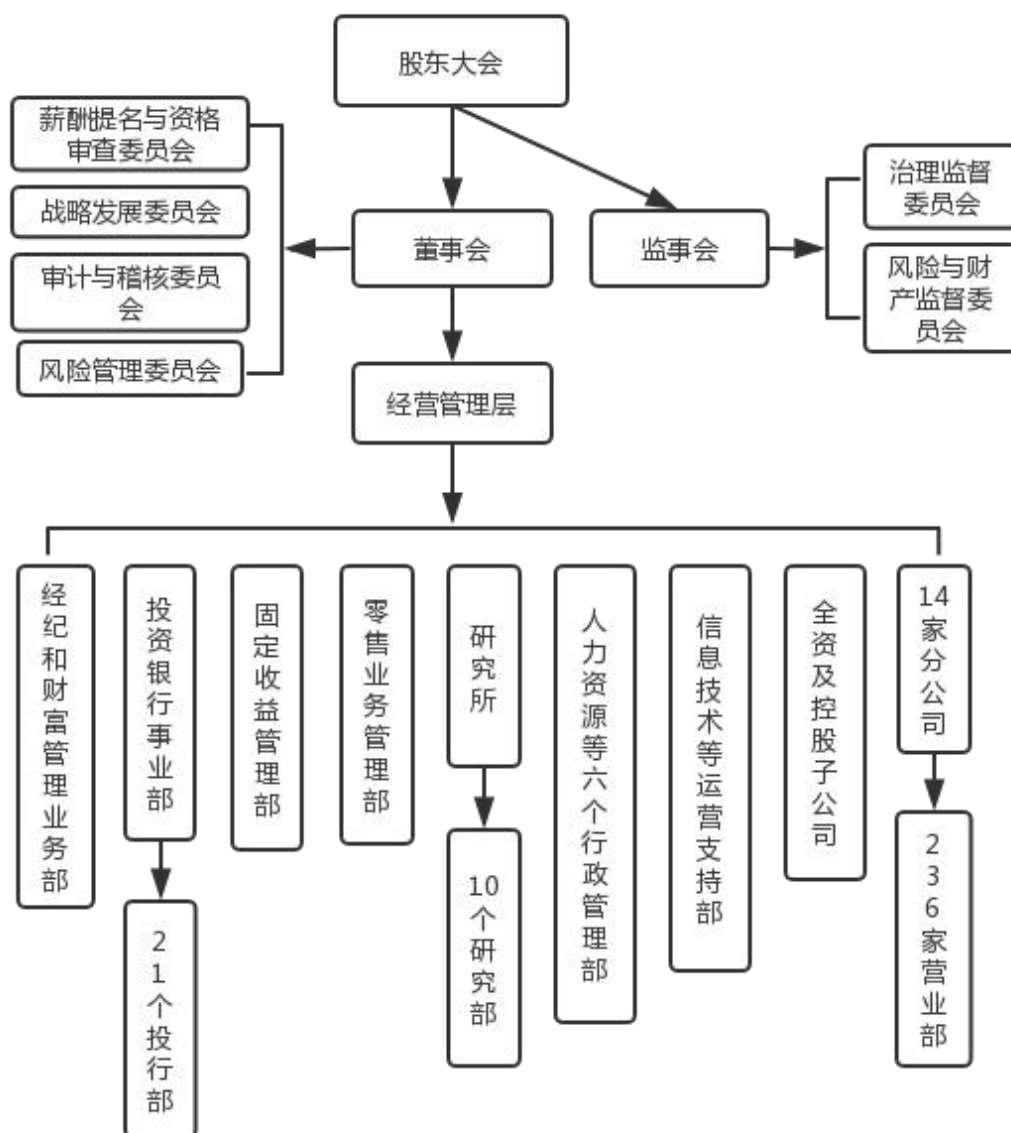 股东大会
薪酬提名与资格
审查委员会
战略发展委员会
审计与稽核委员
会
风险管理委员会
董事会
监事会
治理监督
委员会
风险与财
产监督委
员会
经营管理层
经纪和财富管理业务部
投资银行事业部
固定收益管理部
零售业务管理部
研究所
人力资源等六个行政管理部
信息技术等运营支持部
全资及控股子公司
14家分公司
21个投行部
10个研究部
236家营业部